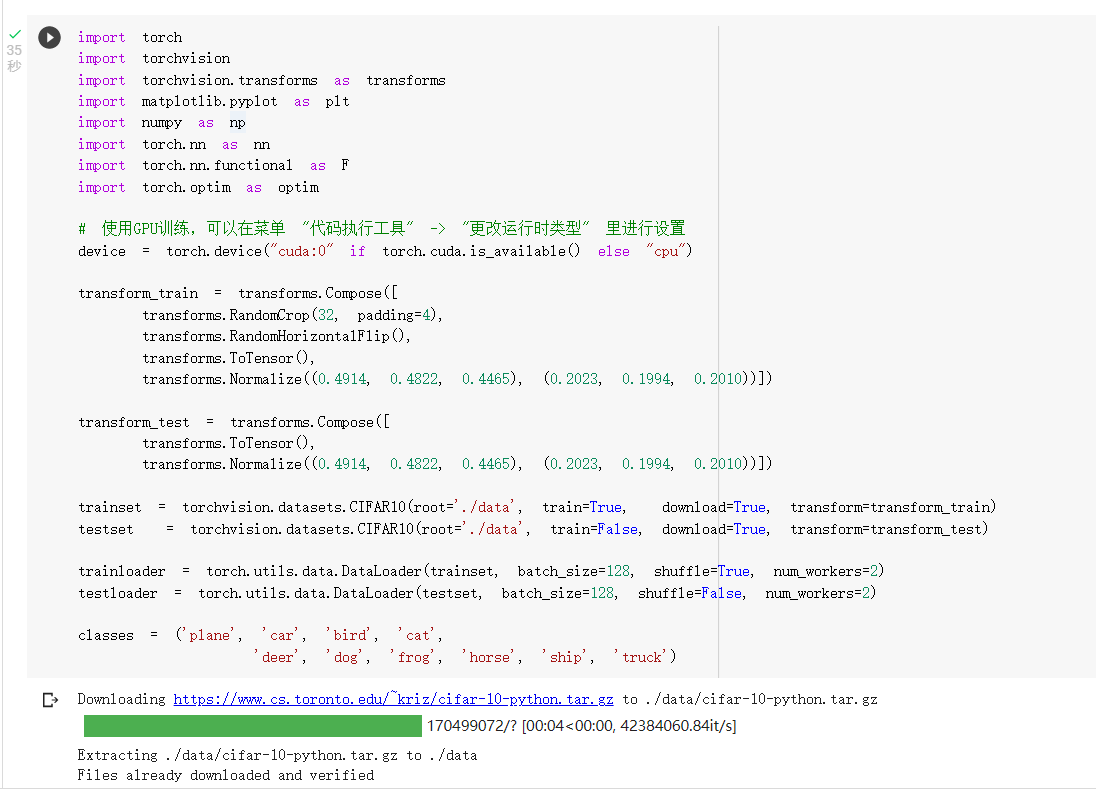 35
秒
import torch
import torchvision
import torchvision.transforms as transforms
import matplotlib.pyplot as plt
import numpy as np
import torch.nn as nn
import torch.nn.functional as F
import torch.optim as optim
# 使用GPU训练，可以在菜单 "代码执行工具" -> "更改运行时类型" 里进行设置
device = torch.device("cuda:0" if torch.cuda.is_available() else "cpu")
transform_train = transforms.Compose([
transforms.RandomCrop(32, padding=4),
transforms.RandomHorizontalFlip(),
transforms.ToTensor(),
transforms.Normalize((0.4914, 0.4822, 0.4465), (0.2023, 0.1994, 0.2010))])
transform_test = transforms.Compose([
transforms.ToTensor(),
transforms.Normalize((0.4914, 0.4822, 0.4465), (0.2023, 0.1994, 0.2010))])
trainset = torchvision.datasets.CIFAR10(root='./data', train=True, download=True, transform=transform_train)
testset = torchvision.datasets.CIFAR10(root='./data', train=False, download=True, transform=transform_test)
trainloader = torch.utils.data.DataLoader(trainset, batch_size=128, shuffle=True, num_workers=2)
testloader = torch.utils.data.DataLoader(testset, batch_size=128, shuffle=False, num_workers=2)
classes = ('plane', 'car', 'bird', 'cat',
'deer', 'dog', 'frog', 'horse', 'ship', 'truck')
Downloading https://www.cs.toronto.edu/~kriz/cifar-10-python.tar.gz to ./data/cifar-10-python.tar.gz
170499072/? [00:04<00:00, 42384060.84it/s]
Extracting ./data/cifar-10-python.tar.gz to ./data
Files already downloaded and verified